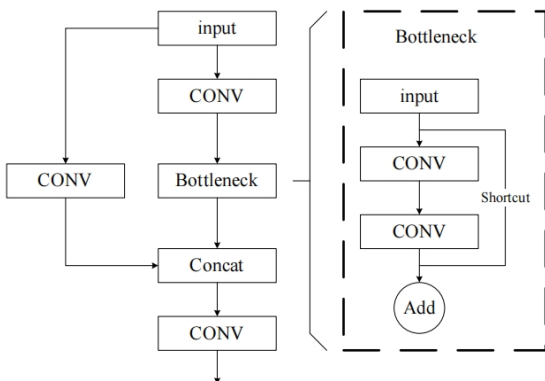 input
CONV
CONV
Bottleneck
Concat
CONV
Bottleneck
input
CONV
Shortcut
CONV
Add